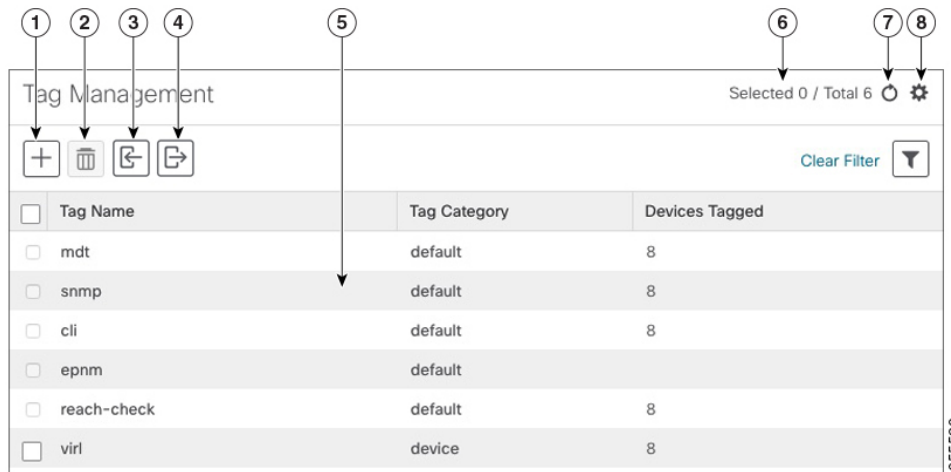 1 2 3 4 5 6 7 8
Tag Management
Selected 0 / Total 6
Clear Filter
Tag Name Tag Category Devices Tagged
mdt default 8
snmp default 8
cli default 8
epnm default
reach-check default 8
virl device 8